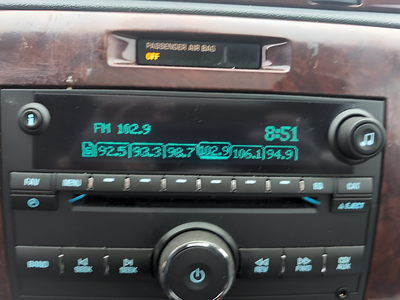 PASSENGER AIR BAG
OFF
FM 102.9
8:51
92.5 93.3 98.7 102.9 106.1 94.9
FAV MENU EQ CAT
EJECT
BAND SEEK SEEK REV FWD CD/AUX